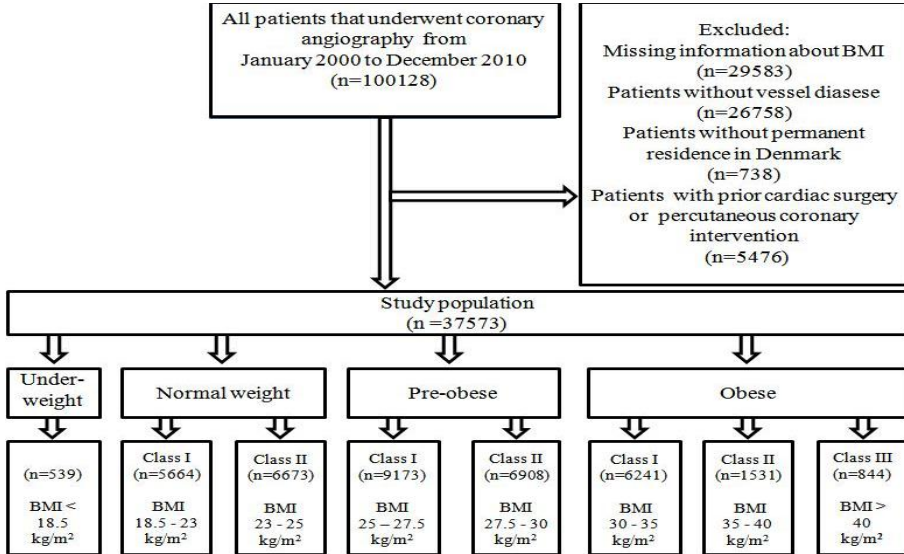 All patients that underwent coronary
angiography from
January 2000 to December 2010
(n=100128)
Excluded:
Missing information about BMI
(n=29583)
Patients without vessel diasese
(n=26758)
Patients without permanent
residence in Denmark
(n=738)
Patients with prior cardiac surgery
or percutaneous coronary
intervention
(n=5476)
Study population
(n =37573)
Under-
weight
Normal weight
Pre-obese
Obese
(n=539)
BMI <
18.5
kg/m²
Class I
(n=5664)
BMI
18.5 - 23
kg/m²
Class II
(n=6673)
BMI
23 - 25
kg/m²
Class I
(n=9173)
BMI
25 – 27.5
kg/m²
Class II
(n=6908)
BMI
27.5 - 30
kg/m²
Class I
(n=6241)
BMI
30 - 35
kg/m²
Class II
(n=1531)
BMI
35 - 40
kg/m²
Class III
(n=844)
BMI >
40
kg/m²